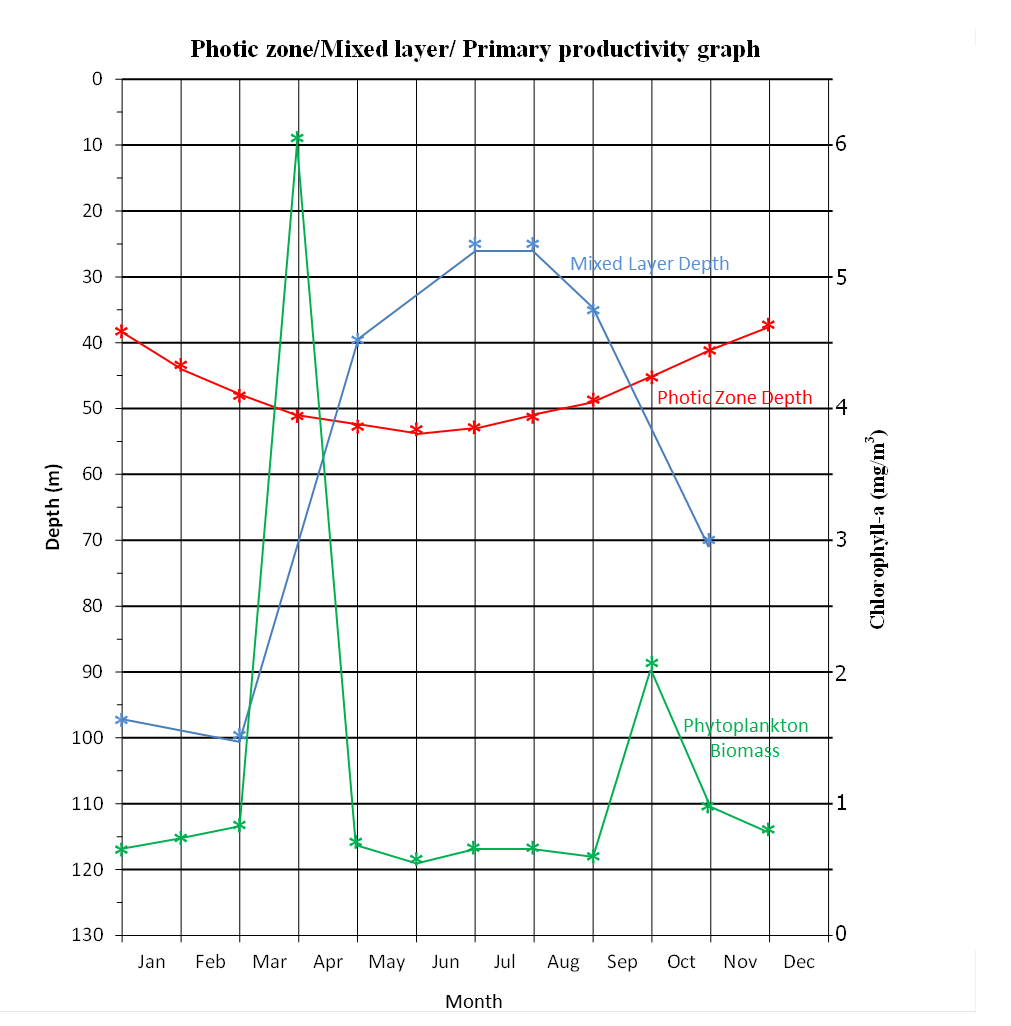 Photic zone/Mixed layer/ Primary productivity graph
0
10
20
30
40
50
60
70
80
90
100
110
120
130
Depth (m)
6
5
4
3
2
1
0
Chlorophyll-a (mg/m³)
Mixed Layer Depth
Photic Zone Depth
Phytoplankton
Biomass
Jan Feb Mar Apr May Jun Jul Aug Sep Oct Nov Dec
Month